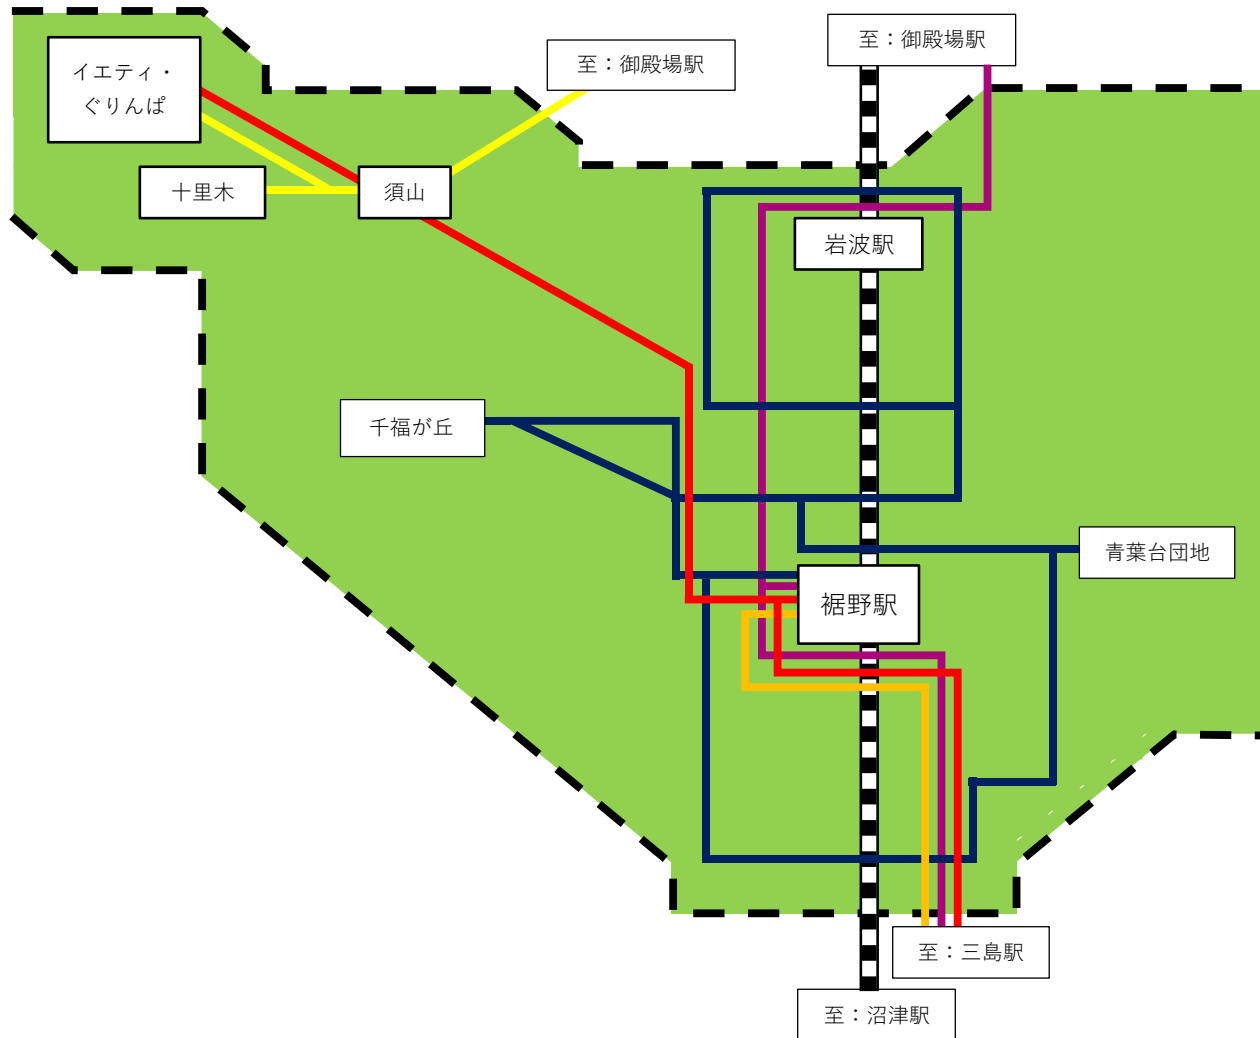 至：御殿場駅
イエティ・
ぐりんぱ
至：御殿場駅
十里木
須山
岩波駅
千福が丘
青葉台団地
裾野駅
至：三島駅
至：沼津駅